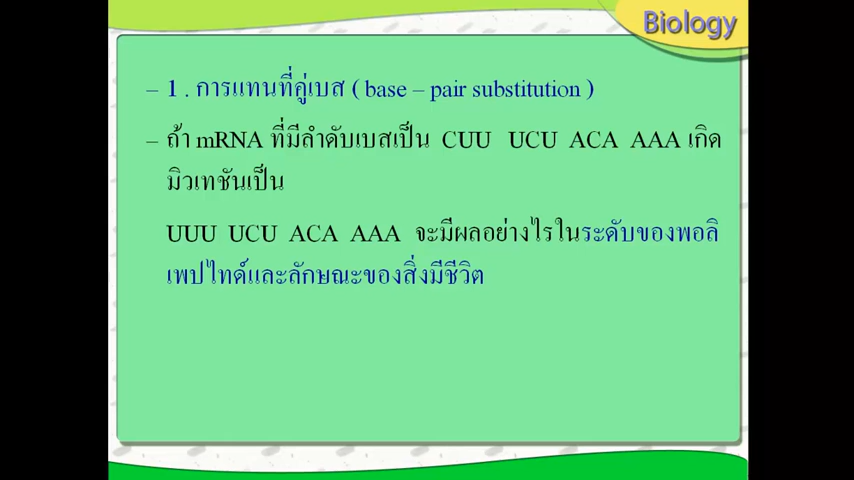 Biology
– 1 . การแทนที่คู่เบส ( base – pair substitution )
– ถ้า mRNA ที่มีลำดับเบสเป็น CUU UCU ACA AAA เกิด
มิวเทชันเป็น
UUU UCU ACA AAA จะมีผลอย่างไรในระดับของพอลิ
เพปไทด์และลักษณะของสิ่งมีชีวิต